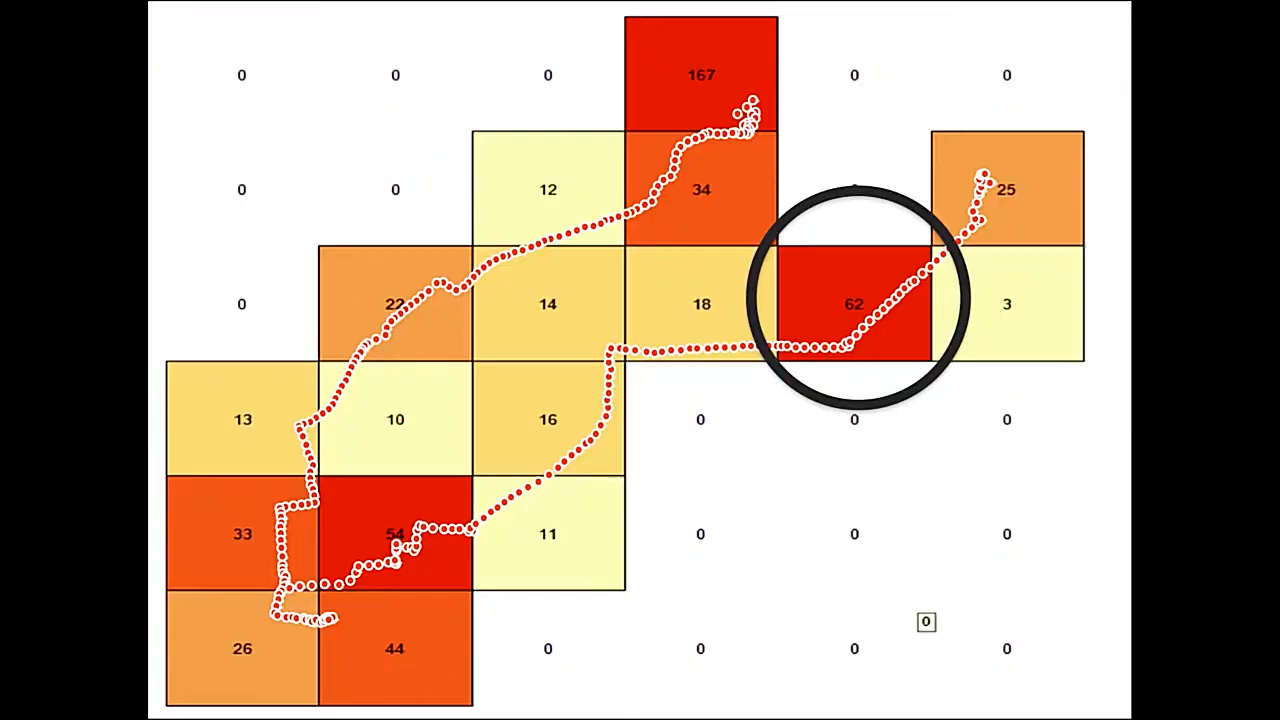 0 0 0 167 0 0
0 0 12 34 25
0 22 14 18 62 3
13 10 16 0 0 0
33 54 11 0 0 0
0
26 44 0 0 0 0